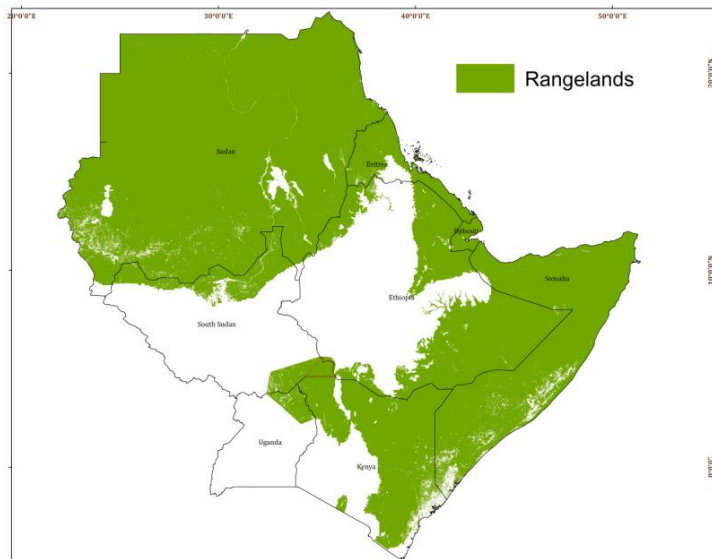 20°0'0"E 30°0'0"E 40°0'0"E 50°0'0"E
Rangelands
Sudan
Eritrea
Djibouti
Somalia
Ethiopia
South Sudan
Uganda
Kenya